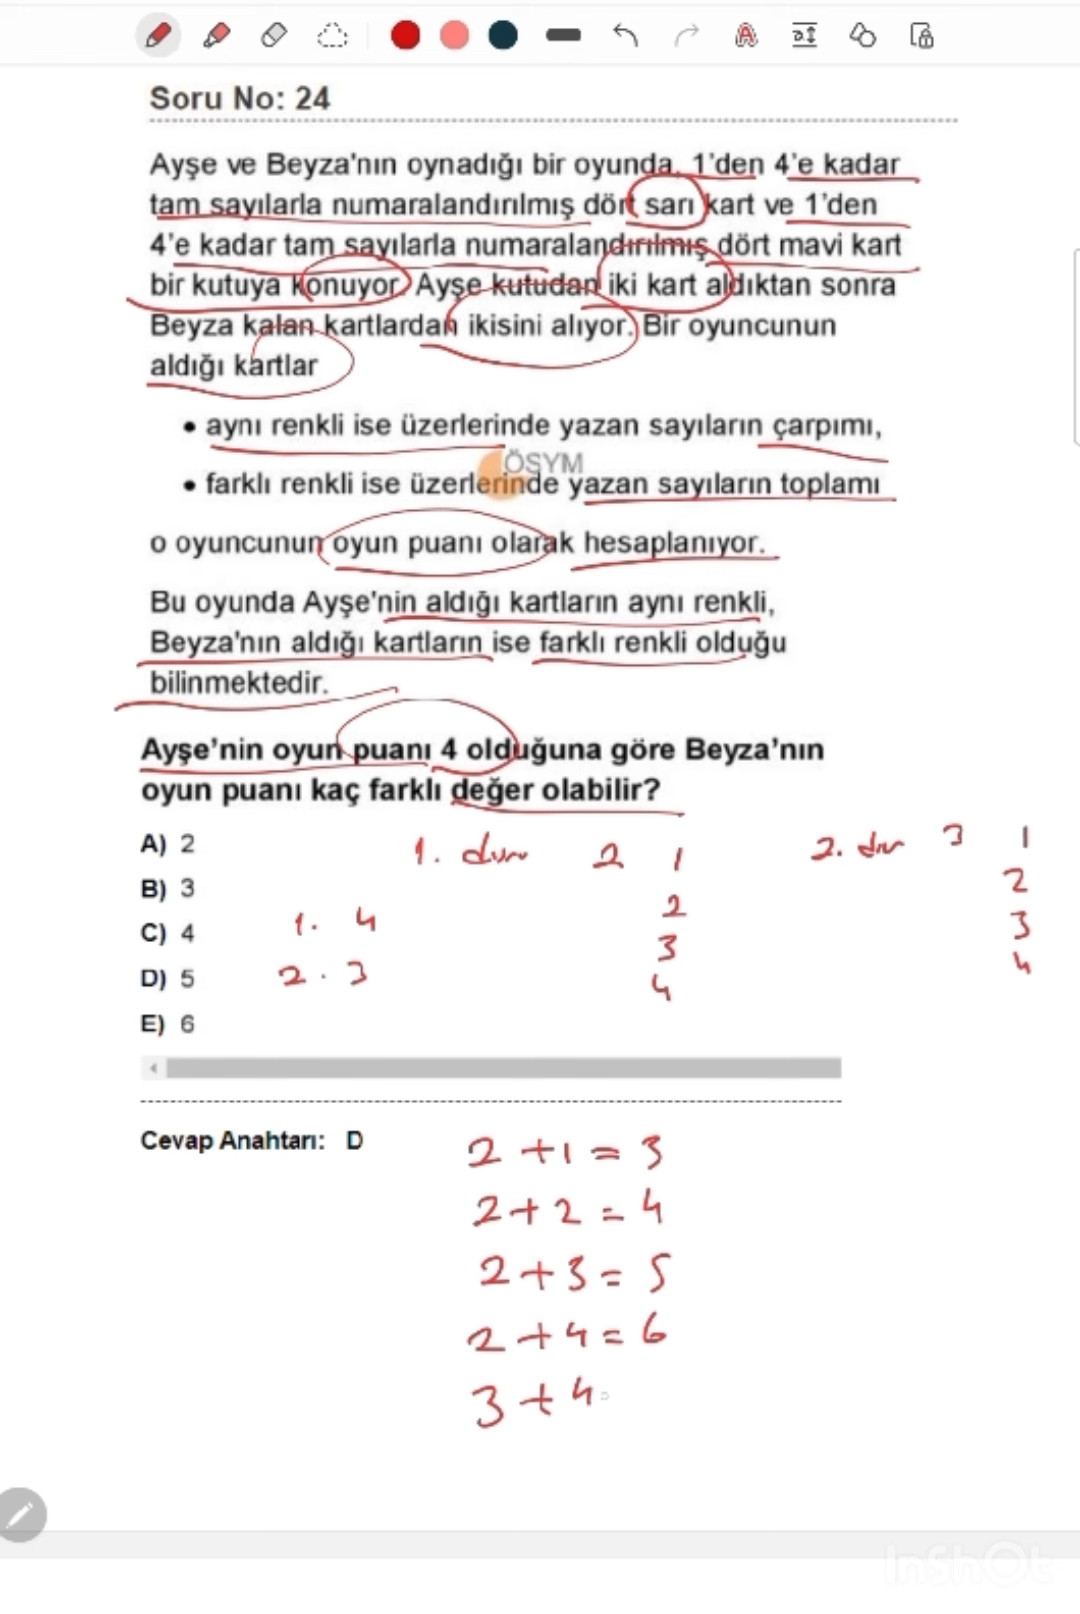 Soru No: 24
Ayşe ve Beyza'nın oynadığı bir oyunda, 1'den 4'e kadar
tam sayılarla numaralandırılmış dört sarı kart ve 1'den
4'e kadar tam sayılarla numaralandırılmış dört mavi kart
bir kutuya konuyor. Ayşe kutudan iki kart aldıktan sonra
Beyza kalan kartlardan ikisini alıyor. Bir oyuncunun
aldığı kartlar
• aynı renkli ise üzerlerinde yazan sayıların çarpımı,
ÖSYM
• farklı renkli ise üzerlerinde yazan sayıların toplamı
o oyuncunun oyun puanı olarak hesaplanıyor.
Bu oyunda Ayşe'nin aldığı kartların aynı renkli,
Beyza'nın aldığı kartların ise farklı renkli olduğu
bilinmektedir.
Ayşe'nin oyun puanı 4 olduğuna göre Beyza'nın
oyun puanı kaç farklı değer olabilir?
A) 2
B) 3
C) 4
D) 5
E) 6
1. 4
2 . 3
1. durum 2 1
2
3
4
2. dur 3 1
2
3
4
Cevap Anahtarı: D
2 + 1 = 3
2 + 2 = 4
2 + 3 = 5
2 + 4 = 6
3 + 4
InShOt